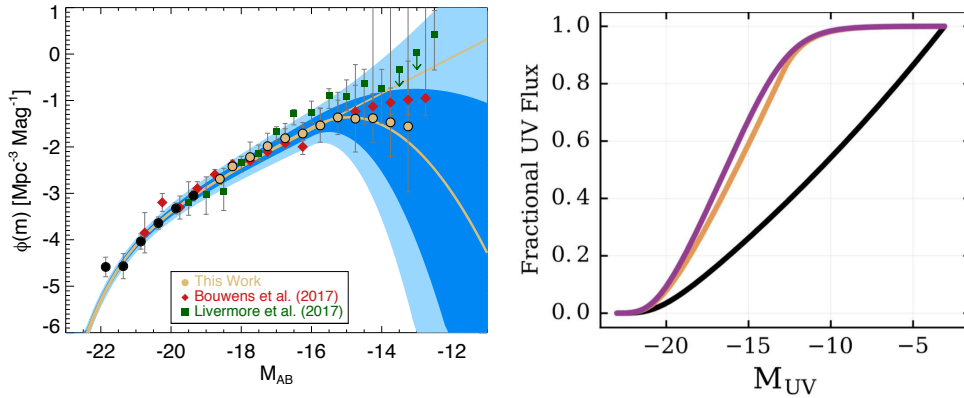 1
0
-1
-2
-3
-4
-5
-6
ϕ(m) [Mpc⁻³ Mag⁻¹]
This Work
Bouwens et al. (2017)
Livermore et al. (2017)
-22 -20 -18 -16 -14 -12
M_AB
1.0
0.8
0.6
0.4
0.2
0.0
Fractional UV Flux
−20 −15 −10 −5
M_UV